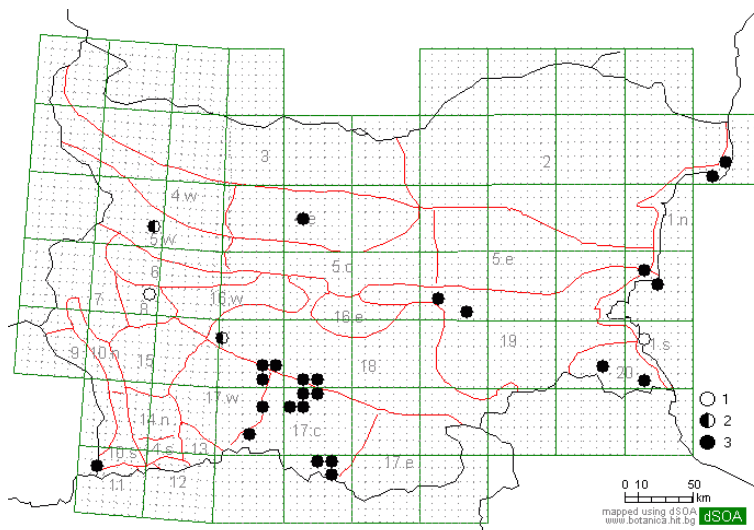 3
2
4.w
e
1.n
5.w
5.c
5.e
6
7
8
16.w
16.e
19
1.s
9
10.n
15
18
20
17.w
14.n
17.c
10.s
14.s
13
17.e
11
12
1
2
3
0 10 50
km
mapped using dSOA
www.botanica.hit.bg
dSOA